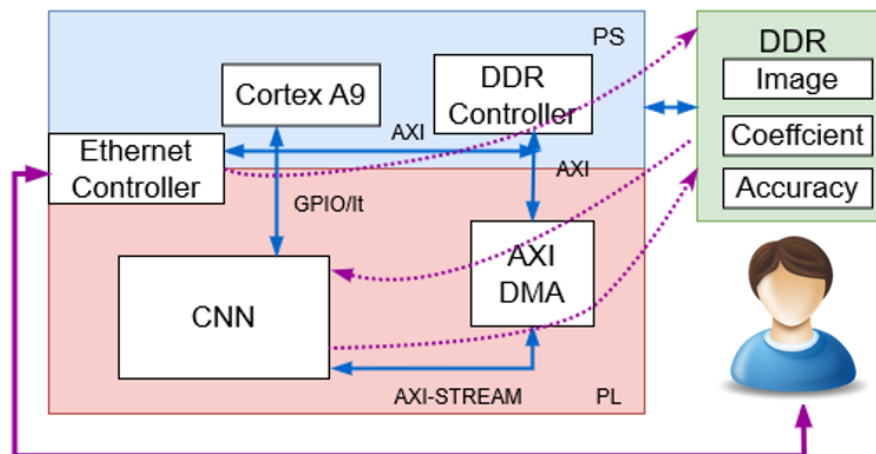 PS
DDR
Cortex A9
DDR
Controller
Image
AXI
Coeffcient
Ethernet
Controller
AXI
Accuracy
GPIO/It
AXI
DMA
CNN
AXI-STREAM
PL